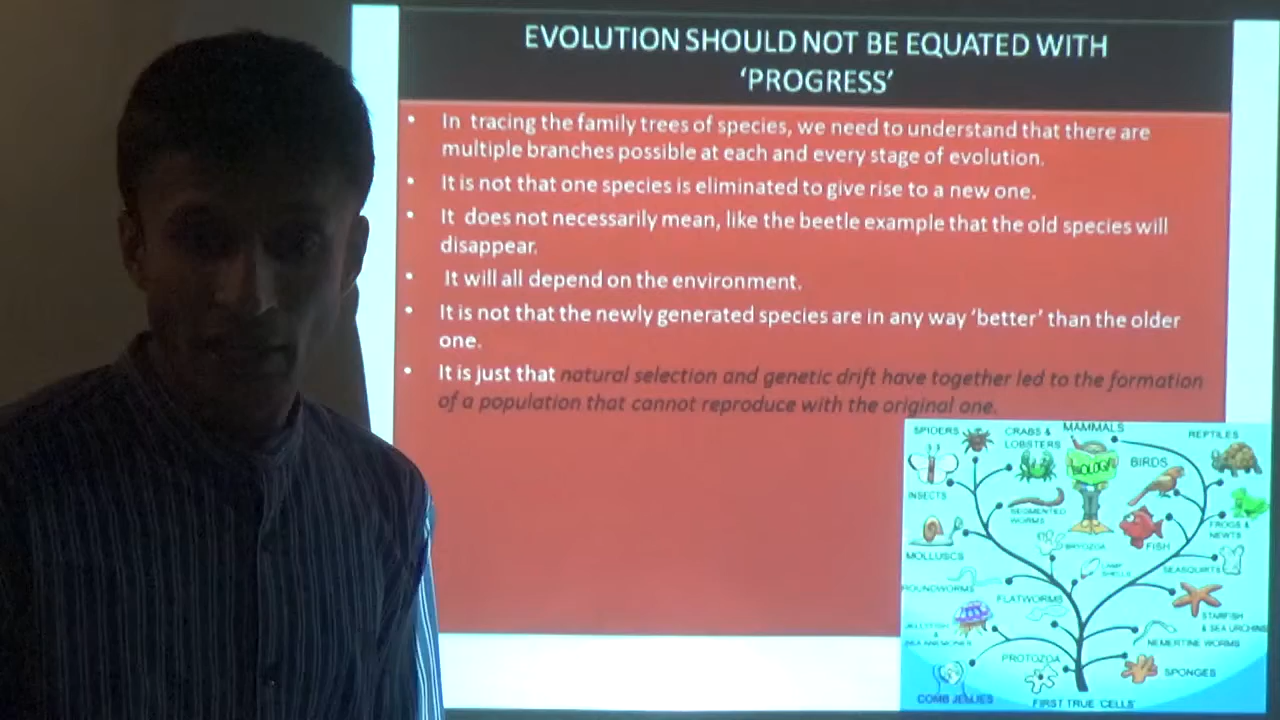 EVOLUTION SHOULD NOT BE EQUATED WITH
'PROGRESS'
• In tracing the family trees of species, we need to understand that there are
multiple branches possible at each and every stage of evolution.
• It is not that one species is eliminated to give rise to a new one.
• It does not necessarily mean, like the beetle example that the old species will
disappear.
• It will all depend on the environment.
• It is not that the newly generated species are in any way 'better' than the older
one.
• It is just that natural selection and genetic drift have together led to the formation
of a population that cannot reproduce with the original one.
SPIDERS
CRABS &
LOBSTERS
MAMMALS
REPTILES
BIOLOGY
BIRDS
INSECTS
SEGMENTED
WORMS
FROGS &
NEWTS
FISH
MOLLUSCS
SEASQUIRTS
ROUNDWORMS
FLATWORMS
STARFISH
& SEA URCHINS
NEMERTINE WORMS
PROTOZOA
SPONGES
COMB JELLIES
FIRST TRUE CELLS